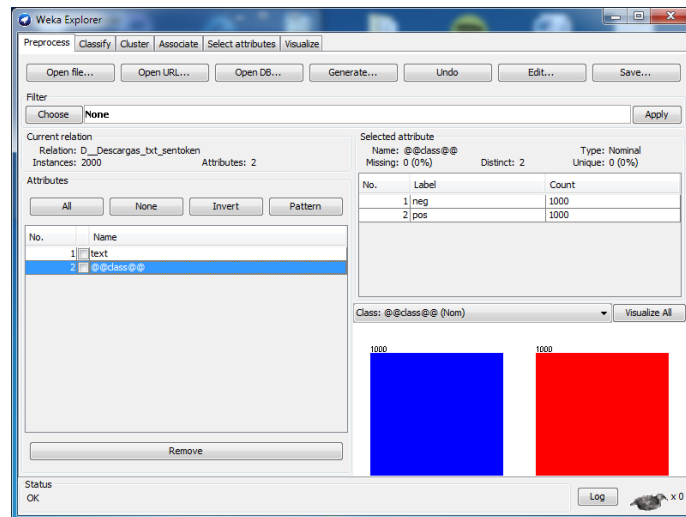 Weka Explorer
Preprocess Classify Cluster Associate Select attributes Visualize
Open file... Open URL... Open DB... Generate... Undo Edit... Save...
Filter
Choose None Apply
Current relation
Relation: D__Descargas_txt_sentoken
Instances: 2000 Attributes: 2
Attributes
All None Invert Pattern
No. Name
1 text
2 @@class@@
Remove
Selected attribute
Name: @@class@@ Type: Nominal
Missing: 0 (0%) Distinct: 2 Unique: 0 (0%)
No. Label Count
1 neg 1000
2 pos 1000
Class: @@class@@ (Nom) Visualize All
1000 1000
Status
OK
Log x 0